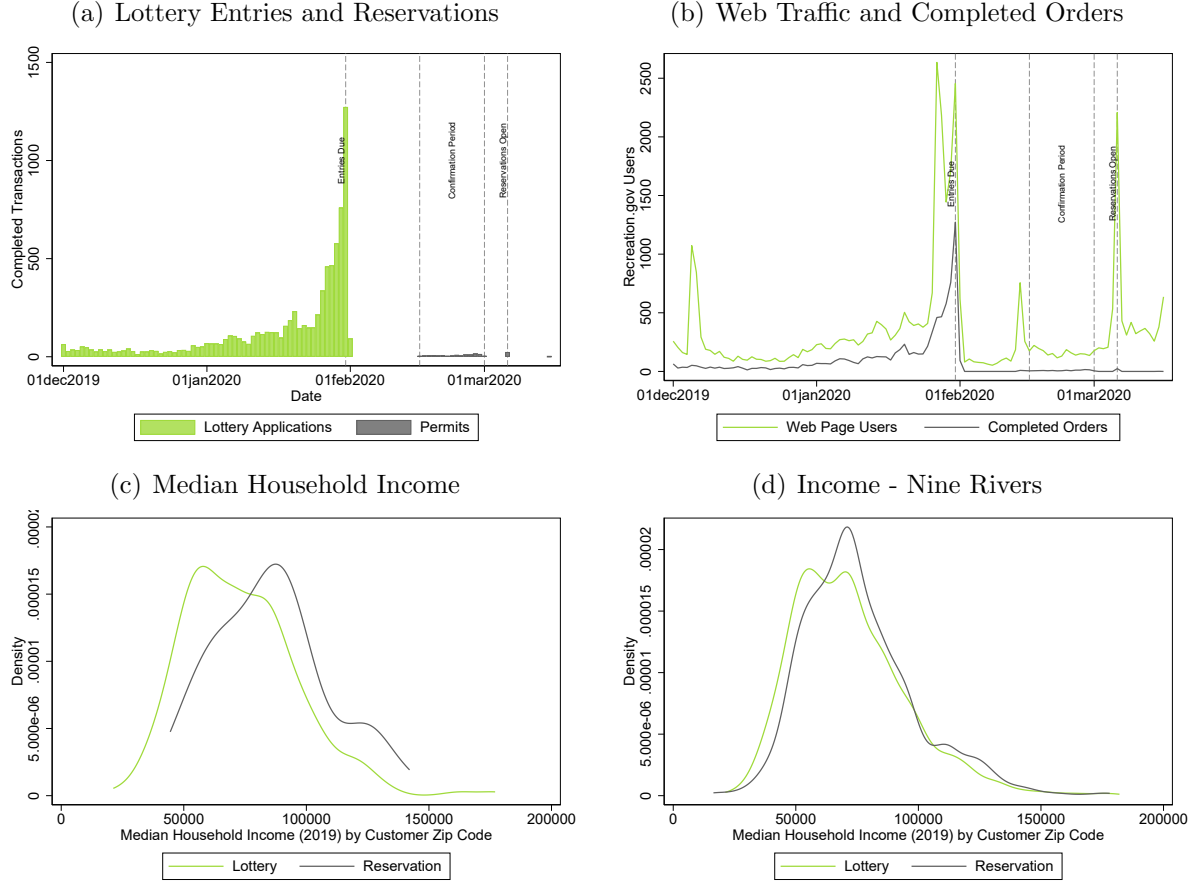 (a) Lottery Entries and Reservations
Completed Transactions
1500
1000
500
0
Entries Due
Confirmation Period
Reservations Open
01dec2019
01jan2020
01feb2020
01mar2020
Date
Lottery Applications
Permits
(b) Web Traffic and Completed Orders
Recreation.gov Users
2500
2000
1500
1000
500
0
Entries Due
Confirmation Period
Reservations Open
01dec2019
01jan2020
01feb2020
01mar2020
Web Page Users
Completed Orders
(c) Median Household Income
Density
.00002
.000015
.00001
5.000e-06
0
0
50000
100000
150000
200000
Median Household Income (2019) by Customer Zip Code
Lottery
Reservation
(d) Income - Nine Rivers
Density
.00002
.000015
.00001
5.000e-06
0
0
50000
100000
150000
200000
Median Household Income (2019) by Customer Zip Code
Lottery
Reservation